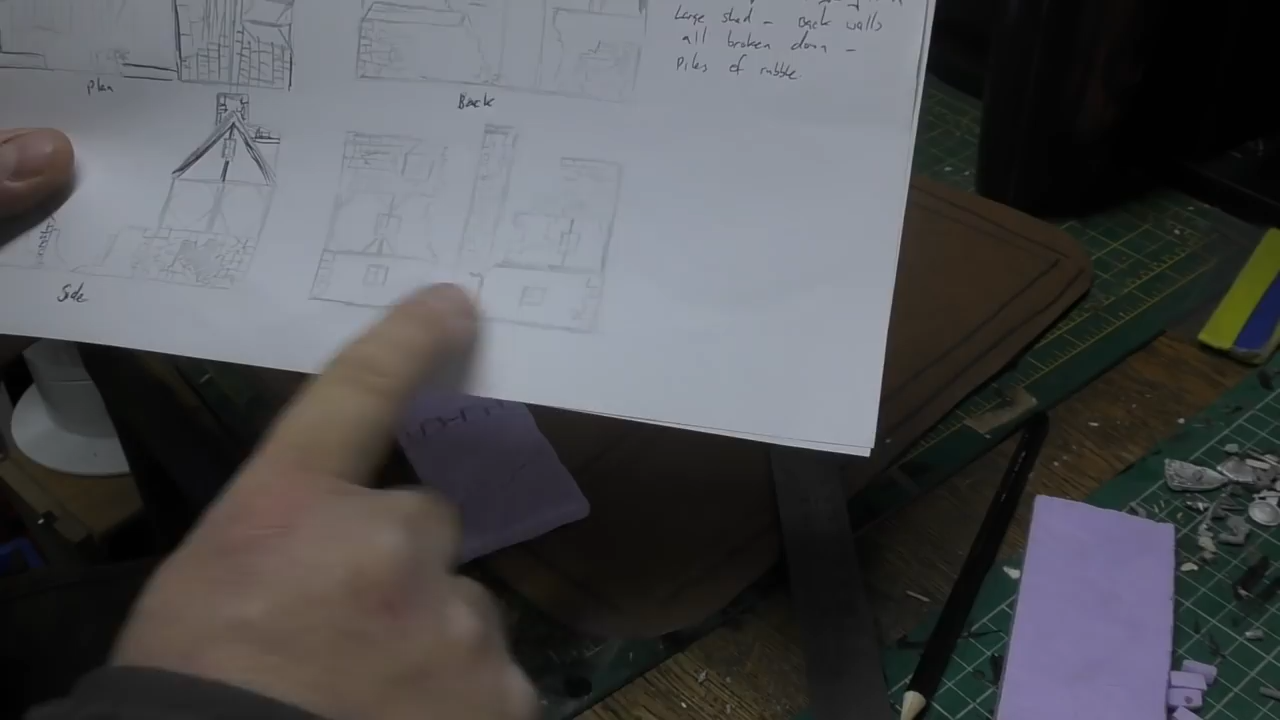 Large shed - Back walls
all broken down -
Piles of rubble.
Plan
Back
Side